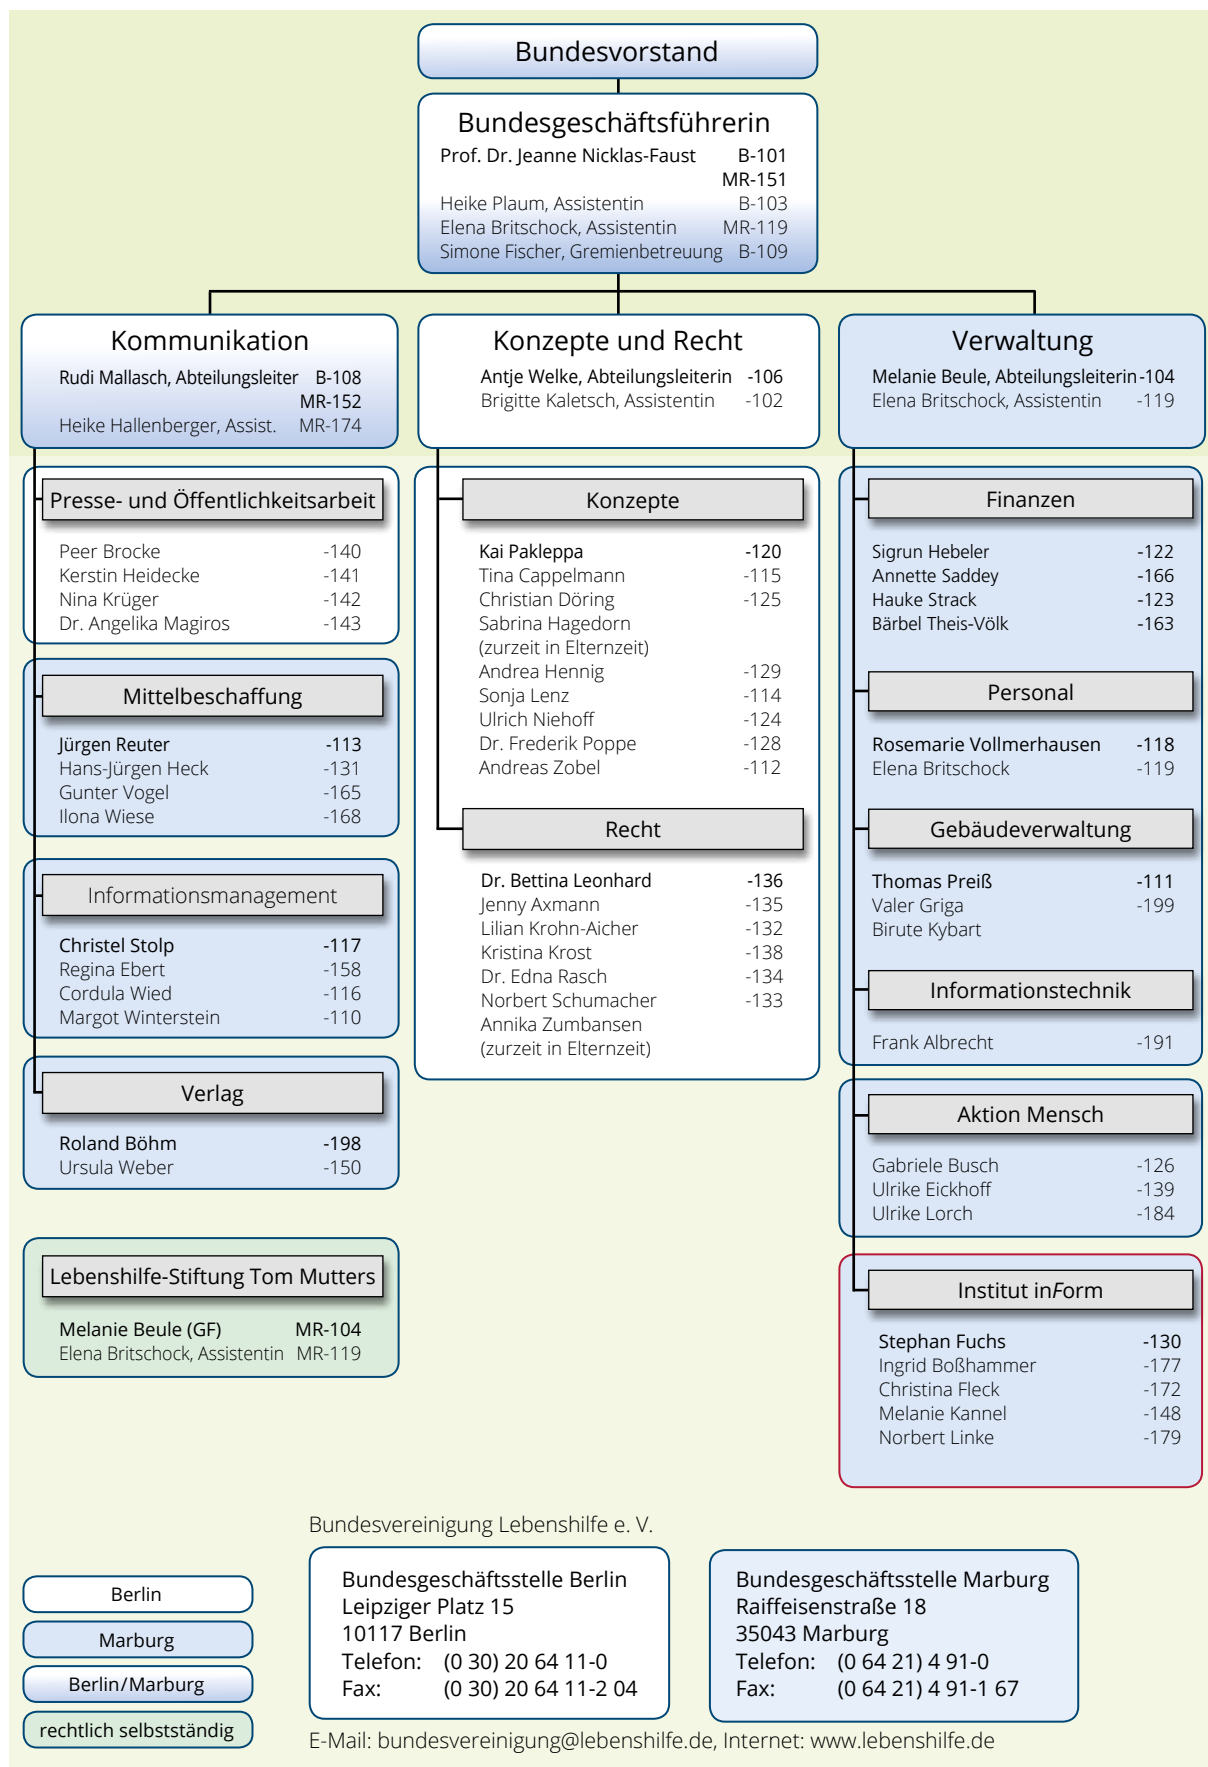 Bundesvorstand
Bundesgeschäftsführerin
Prof. Dr. Jeanne Nicklas-Faust B-101
MR-151
Heike Plaum, Assistentin B-103
Elena Britschock, Assistentin MR-119
Simone Fischer, Gremienbetreuung B-109
Kommunikation
Rudi Mallasch, Abteilungsleiter B-108
MR-152
Heike Hallenberger, Assist. MR-174
Presse- und Öffentlichkeitsarbeit
Peer Brocke -140
Kerstin Heidecke -141
Nina Krüger -142
Dr. Angelika Magiros -143
Mittelbeschaffung
Jürgen Reuter -113
Hans-Jürgen Heck -131
Gunter Vogel -165
Ilona Wiese -168
Informationsmanagement
Christel Stolp -117
Regina Ebert -158
Cordula Wied -116
Margot Winterstein -110
Verlag
Roland Böhm -198
Ursula Weber -150
Lebenshilfe-Stiftung Tom Mutters
Melanie Beule (GF) MR-104
Elena Britschock, Assistentin MR-119
Konzepte und Recht
Antje Welke, Abteilungsleiterin -106
Brigitte Kaletsch, Assistentin -102
Konzepte
Kai Pakleppa -120
Tina Cappelmann -115
Christian Döring -125
Sabrina Hagedorn
(zurzeit in Elternzeit)
Andrea Hennig -129
Sonja Lenz -114
Ulrich Niehoff -124
Dr. Frederik Poppe -128
Andreas Zobel -112
Recht
Dr. Bettina Leonhard -136
Jenny Axmann -135
Lilian Krohn-Aicher -132
Kristina Krost -138
Dr. Edna Rasch -134
Norbert Schumacher -133
Annika Zumbansen
(zurzeit in Elternzeit)
Verwaltung
Melanie Beule, Abteilungsleiterin -104
Elena Britschock, Assistentin -119
Finanzen
Sigrun Hebeler -122
Annette Saddey -166
Hauke Strack -123
Bärbel Theis-Völk -163
Personal
Rosemarie Vollmerhausen -118
Elena Britschock -119
Gebäudeverwaltung
Thomas Preiß -111
Valer Griga -199
Birute Kybart
Informationstechnik
Frank Albrecht -191
Aktion Mensch
Gabriele Busch -126
Ulrike Eickhoff -139
Ulrike Lorch -184
Institut inForm
Stephan Fuchs -130
Ingrid Boßhammer -177
Christina Fleck -172
Melanie Kannel -148
Norbert Linke -179
Berlin
Marburg
Berlin/Marburg
rechtlich selbstständig
Bundesvereinigung Lebenshilfe e. V.
Bundesgeschäftsstelle Berlin
Leipziger Platz 15
10117 Berlin
Telefon: (0 30) 20 64 11-0
Fax: (0 30) 20 64 11-2 04
Bundesgeschäftsstelle Marburg
Raiffeisenstraße 18
35043 Marburg
Telefon: (0 64 21) 4 91-0
Fax: (0 64 21) 4 91-1 67
E-Mail: bundesvereinigung@lebenshilfe.de, Internet: www.lebenshilfe.de